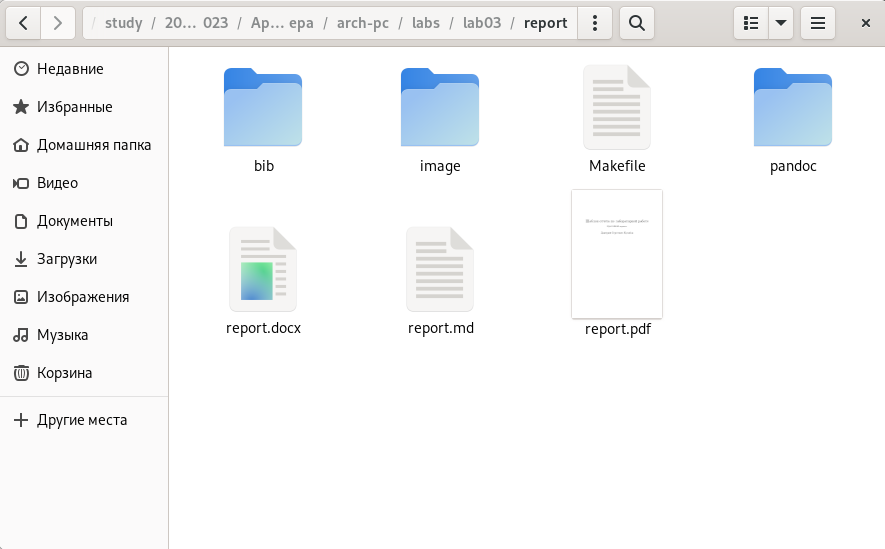 study / 20... 023 / Ap... ера / arch-pc / labs / lab03 / report
Недавние
Избранные
Домашняя папка
Видео
Документы
Загрузки
Изображения
Музыка
Корзина
Другие места
bib
image
Makefile
pandoc
report.docx
report.md
report.pdf